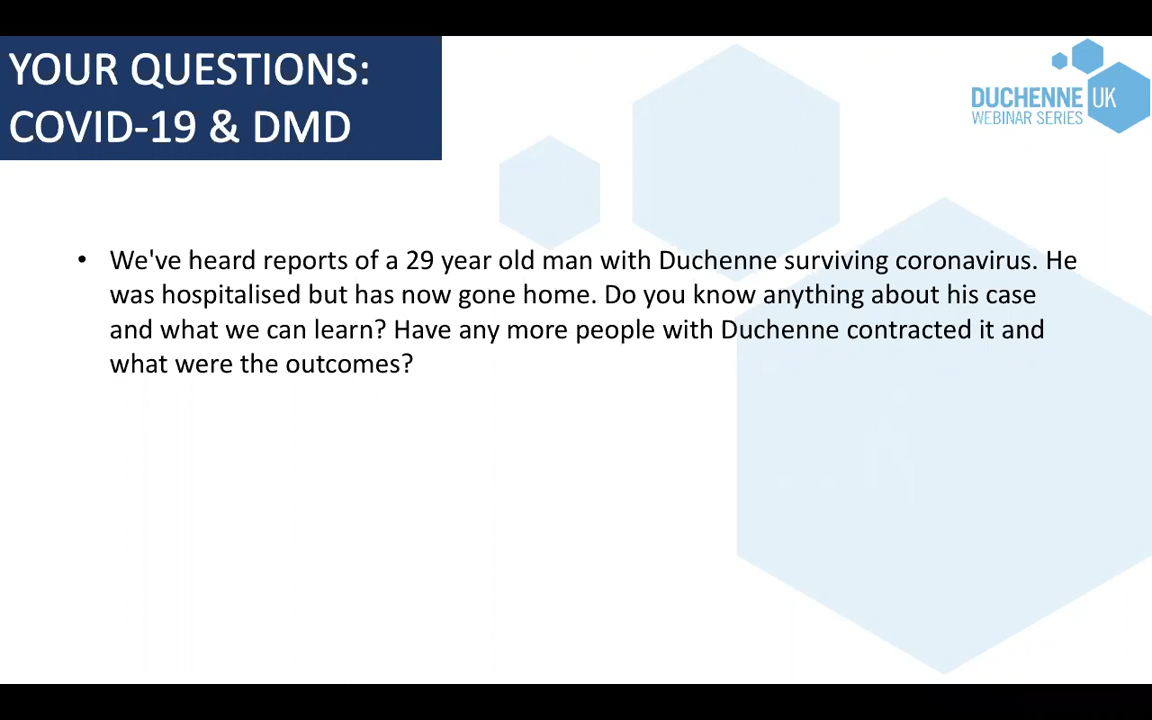 YOUR QUESTIONS:
COVID-19 & DMD
DUCHENNE UK
WEBINAR SERIES
• We've heard reports of a 29 year old man with Duchenne surviving coronavirus. He
was hospitalised but has now gone home. Do you know anything about his case
and what we can learn? Have any more people with Duchenne contracted it and
what were the outcomes?